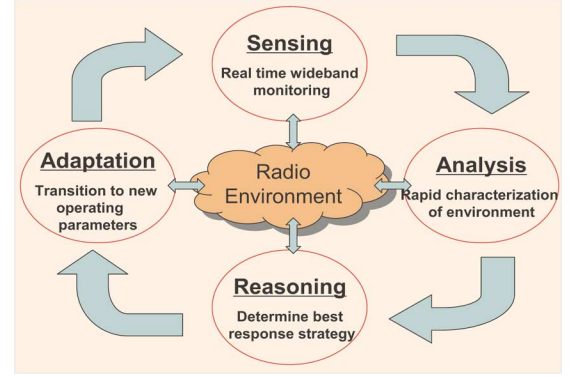 Sensing
Real time wideband
monitoring
Adaptation
Transition to new
operating
parameters
Radio
Environment
Analysis
Rapid characterization
of environment
Reasoning
Determine best
response strategy